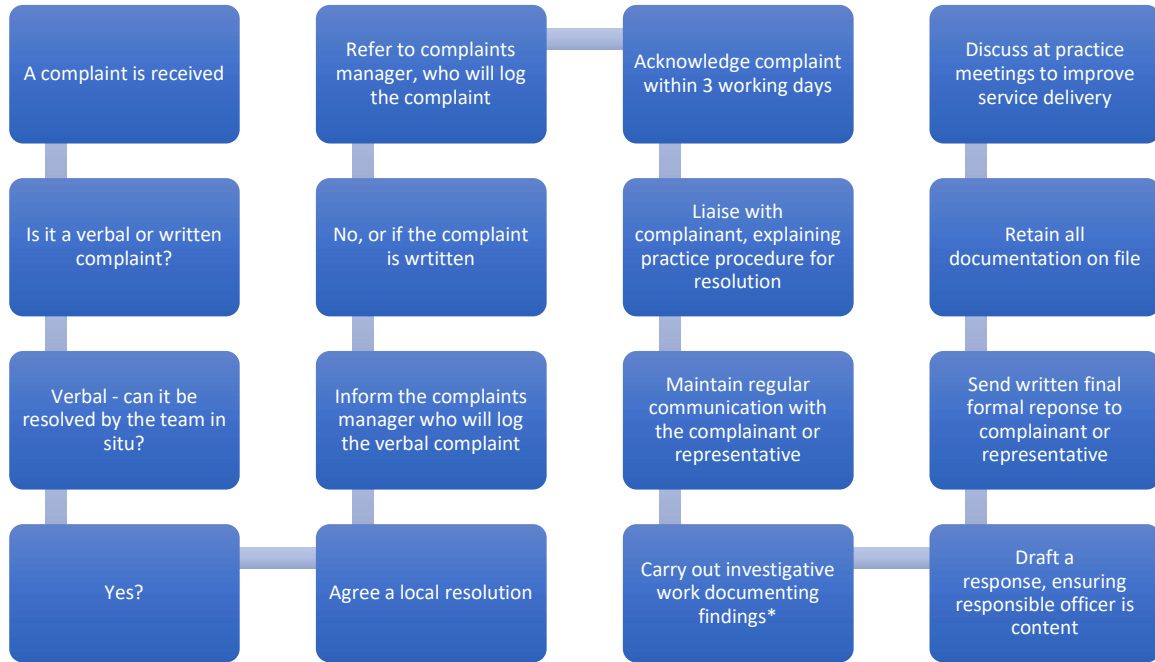 A complaint is received
Is it a verbal or written
complaint?
Verbal - can it be
resolved by the team in
situ?
Yes?
Agree a local resolution
Inform the complaints
manager who will log
the verbal complaint
No, or if the complaint
is wrtitten
Refer to complaints
manager, who will log
the complaint
Acknowledge complaint
within 3 working days
Liaise with
complainant, explaining
practice procedure for
resolution
Maintain regular
communication with
the complainant or
representative
Carry out investigative
work documenting
findings*
Draft a
response, ensuring
responsible officer is
content
Send written final
formal reponse to
complainant or
representative
Retain all
documentation on file
Discuss at practice
meetings to improve
service delivery